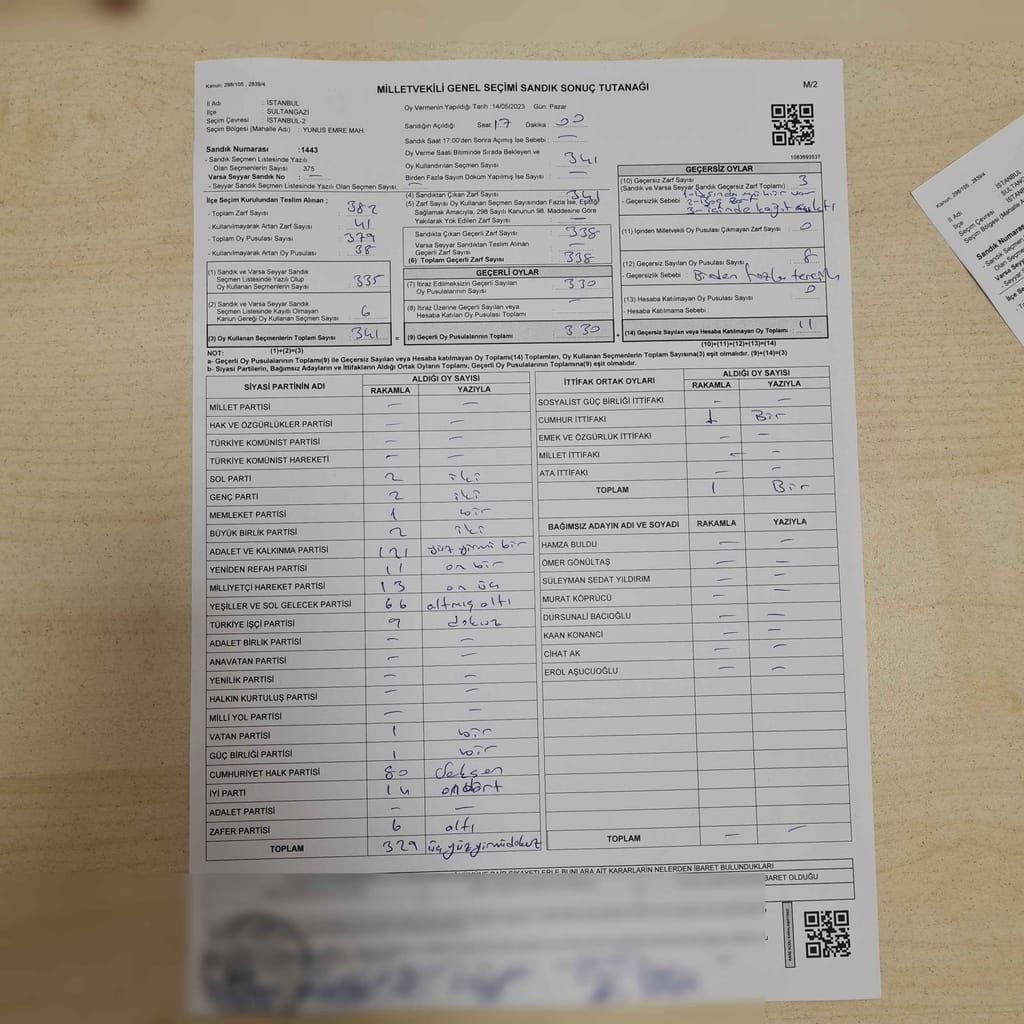 Kanun: 298/105 , 2839/4
MİLLETVEKİLİ GENEL SEÇİMİ SANDIK SONUÇ TUTANAĞI
M/2
İl Adı : İSTANBUL
İlçe : SULTANGAZİ
Seçim Çevresi : İSTANBUL-2
Seçim Bölgesi (Mahalle Adı) : YUNUS EMRE MAH.
Sandık Numarası :1443
- Sandık Seçmen Listesinde Yazılı
Olan Seçmenlerin Sayısı 375
Varsa Seyyar Sandık No : —
- Seyyar Sandık Seçmen Listesinde Yazılı Olan Seçmen Sayısı: —
İlçe Seçim Kurulundan Teslim Alınan ;
- Toplam Zarf Sayısı : 382
- Kullanılmayarak Artan Zarf Sayısı : 41
- Toplam Oy Pusulası Sayısı : 379
- Kullanılmayarak Artan Oy Pusulası : 38
(1) Sandık ve Varsa Seyyar Sandık
Seçmen Listesinde Yazılı Olup
Oy Kullanan Seçmenlerin Sayısı 335
(2) Sandık ve Varsa Seyyar Sandık
Seçmen Listesinde Kayıtlı Olmayan
Kanun Gereği Oy Kullanan Seçmen Sayısı 6
(3) Oy Kullanan Seçmenlerin Toplam Sayısı 341 =
(1)+(2)=(3)
Oy Vermenin Yapıldığı Tarih :14/05/2023 Gün: Pazar
Sandığın Açıldığı Saat 17 Dakika 00
Sandık Saat 17:00'den Sonra Açılmış İse Sebebi : —
Oy Verme Saati Bitiminde Sırada Bekleyen ve
Oy Kullandırılan Seçmen Sayısı 341
Birden Fazla Sayım Döküm Yapılmış İse Sayısı —
(4) Sandıktan Çıkan Zarf Sayısı 341
(5) Zarf Sayısı Oy Kullanan Seçmen Sayısından Fazla İse, Eşitliği
Sağlamak Amacıyla, 298 Sayılı Kanunun 98. Maddesine Göre
Yakılarak Yok Edilen Zarf Sayısı —
Sandıkta Çıkan Geçerli Zarf Sayısı 338
Varsa Seyyar Sandıktan Teslim Alınan
Geçerli Zarf Sayısı —
(6) Toplam Geçerli Zarf Sayısı 338
GEÇERLİ OYLAR
(7) İtiraz Edilmeksizin Geçerli Sayılan
Oy Pusulalarının Sayısı 330
(8) İtiraz Üzerine Geçerli Sayılan veya
Hesaba Katılan Oy Pusulası Toplamı —
(9) Geçerli Oy Pusulalarının Toplamı 330 +
1083693537
GEÇERSİZ OYLAR
(10) Geçersiz Zarf Sayısı 3
(Sandık ve Varsa Seyyar Sandık Geçersiz Zarf Toplamı) :
- Geçersizlik Sebebi : 1- mühür var
2- Boş zarf
3- içinde kağıt
(11) İçinden Milletvekili Oy Pusulası Çıkmayan Zarf Sayısı 0
(12) Geçersiz Sayılan Oy Pusulası Sayısı 8
- Geçersizlik Sebebi : Birden fazla tercih
(13) Hesaba Katılmayan Oy Pusulası Sayısı 0
- Hesaba Katılmama Sebebi :
(14) Geçersiz Sayılan veya Hesaba Katılmayan Oy Toplamı 11
(10)+(11)+(12)+(13)=(14)
NOT:
a- Geçerli Oy Pusulalarının Toplamı(9) ile Geçersiz Sayılan veya Hesaba katılmayan Oy Toplamı(14) Toplamları, Oy Kullanan Seçmenlerin Toplam Sayısına(3) eşit olmalıdır. (9)+(14)=(3)
b- Siyasi Partilerin, Bağımsız Adayların ve İttifakların Aldığı Ortak Oyların Toplamı, Geçerli Oy Pusulalarının Toplamına(9) eşit olmalıdır.
SİYASİ PARTİNİN ADI ALDIĞI OY SAYISI
RAKAMLA YAZIYLA
MİLLET PARTİSİ — —
HAK VE ÖZGÜRLÜKLER PARTİSİ — —
TÜRKİYE KOMÜNİST PARTİSİ — —
TÜRKİYE KOMÜNİST HAREKETİ — —
SOL PARTİ 2 iki
GENÇ PARTİ 2 iki
MEMLEKET PARTİSİ 1 bir
BÜYÜK BİRLİK PARTİSİ 2 iki
ADALET VE KALKINMA PARTİSİ 121 yüz yirmi bir
YENİDEN REFAH PARTİSİ 11 on bir
MİLLİYETÇİ HAREKET PARTİSİ 13 on üç
YEŞİLLER VE SOL GELECEK PARTİSİ 66 altmış altı
TÜRKİYE İŞÇİ PARTİSİ 9 dokuz
ADALET BİRLİK PARTİSİ — —
ANAVATAN PARTİSİ — —
YENİLİK PARTİSİ — —
HALKIN KURTULUŞ PARTİSİ — —
MİLLİ YOL PARTİSİ — —
VATAN PARTİSİ 1 bir
GÜÇ BİRLİĞİ PARTİSİ 1 bir
CUMHURİYET HALK PARTİSİ 80 Seksen
İYİ PARTİ 14 ondört
ADALET PARTİSİ — —
ZAFER PARTİSİ 6 altı
TOPLAM 329 üç yüz yirmidokuz
İTTİFAK ORTAK OYLARI ALDIĞI OY SAYISI
RAKAMLA YAZIYLA
SOSYALİST GÜÇ BİRLİĞİ İTTİFAKI — —
CUMHUR İTTİFAKI 1 Bir
EMEK VE ÖZGÜRLÜK İTTİFAKI — —
MİLLET İTTİFAKI — —
ATA İTTİFAKI — —
TOPLAM 1 Bir
BAĞIMSIZ ADAYIN ADI VE SOYADI RAKAMLA YAZIYLA
HAMZA BULDU — —
ÖMER GÖNÜLTAŞ — —
SÜLEYMAN SEDAT YILDIRIM — —
MURAT KÖPRÜCÜ — —
DURSUNALİ BACIOĞLU — —
KAAN KONANCİ — —
CİHAT AK — —
EROL AŞUCUOĞLU — —
TOPLAM — —
ŞİKAYETLERLE BUNLARA AİT KARARLARIN NELERDEN İBARET BULUNDUKLARI
İBARET OLDUĞU